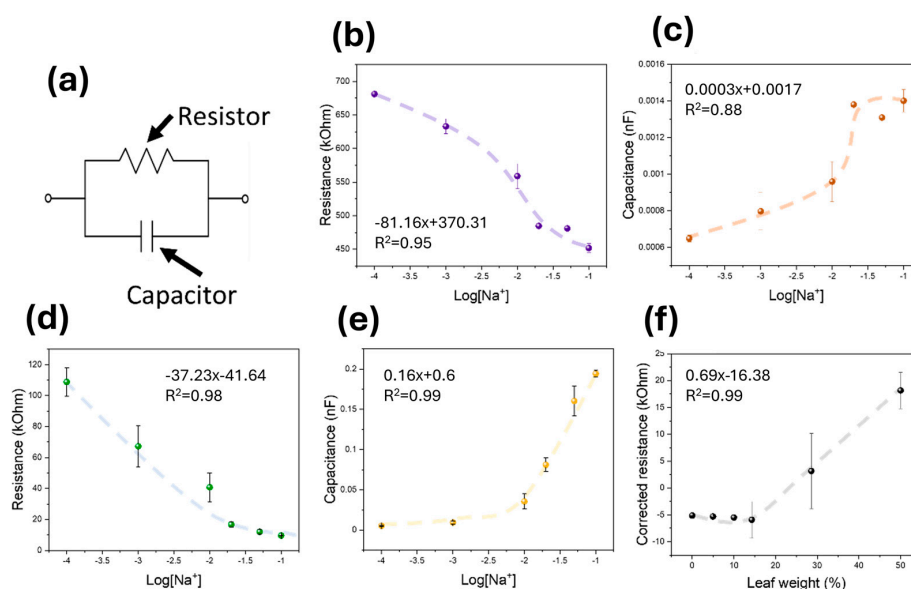 (a)
Resistor
Capacitor
(b)
Resistance (kOhm)
700
650
600
550
500
450
-81.16x+370.31
R²=0.95
-4
-3.5
-3
-2.5
-2
-1.5
-1
Log[Na⁺]
(c)
Capacitance (nF)
0.0016
0.0014
0.0012
0.0010
0.0008
0.0006
0.0003x+0.0017
R²=0.88
-4
-3.5
-3
-2.5
-2
-1.5
-1
Log[Na⁺]
(d)
Resistance (kOhm)
120
100
80
60
40
20
0
-37.23x-41.64
R²=0.98
-4
-3.5
-3
-2.5
-2
-1.5
-1
Log[Na⁺]
(e)
Capacitance (nF)
0.2
0.15
0.1
0.05
0
0.16x+0.6
R²=0.99
-4
-3.5
-3
-2.5
-2
-1.5
-1
Log[Na⁺]
(f)
Corrected resistance (kOhm)
25
20
15
10
5
0
-5
-10
0.69x-16.38
R²=0.99
0
10
20
30
40
50
Leaf weight (%)